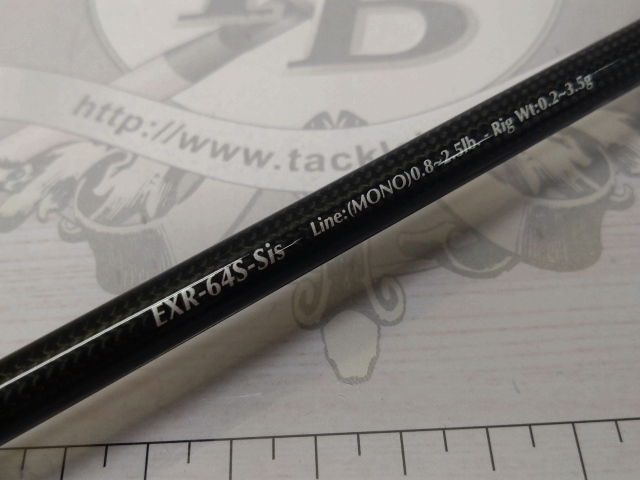 B
http://www.tackl
EXR-64S-Sis Line:(MONO)0.8~2.5lb. - Rig Wt:0.2~3.5g